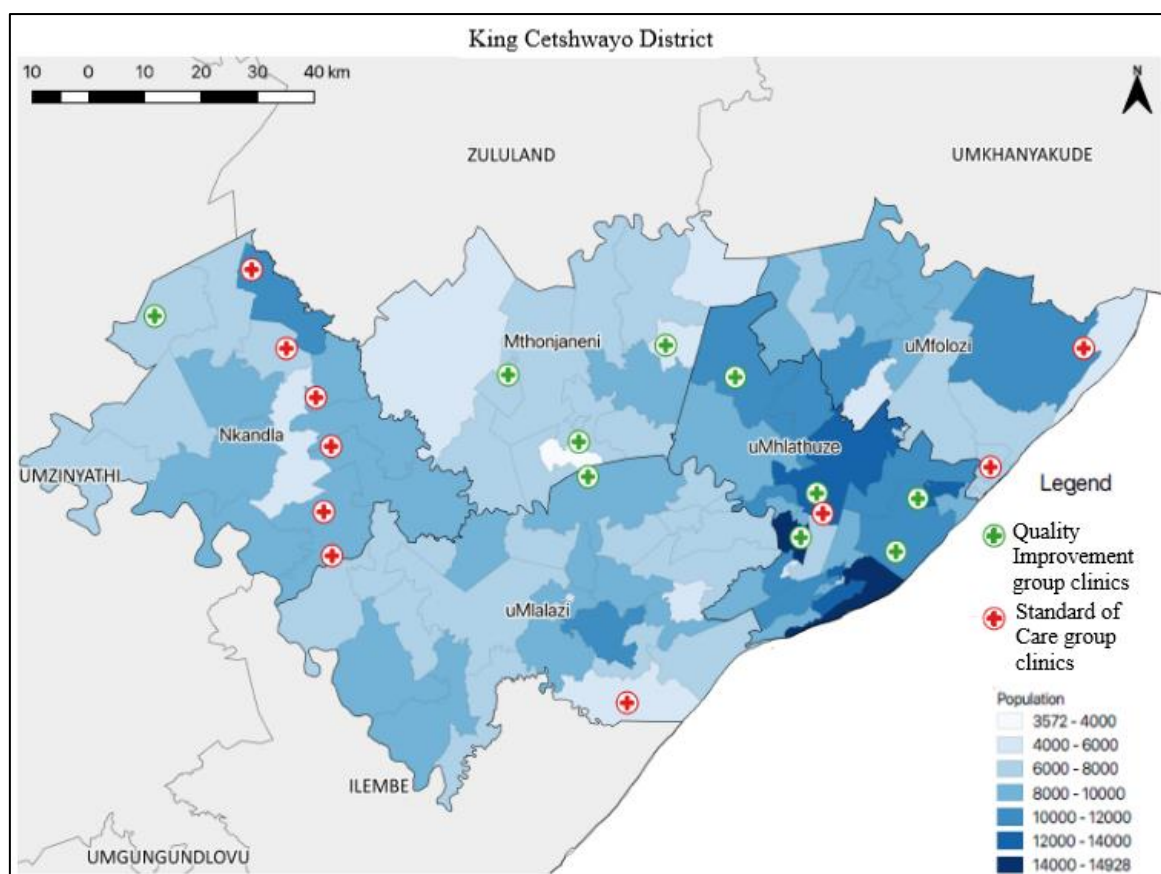 King Cetshwayo District
10 0 10 20 30 40 km
N
ZULULAND
UMKHANYAKUDE
Mthonjaneni
uMfolozi
Nkandla
uMhlathuze
UMZINYATHI
Legend
Quality
Improvement
group clinics
uMlalazi
Standard of
Care group
clinics
Population
3572 - 4000
4000 - 6000
6000 - 8000
8000 - 10000
10000 - 12000
12000 - 14000
14000 - 14928
ILEMBE
UMGUNGUNDLOVU